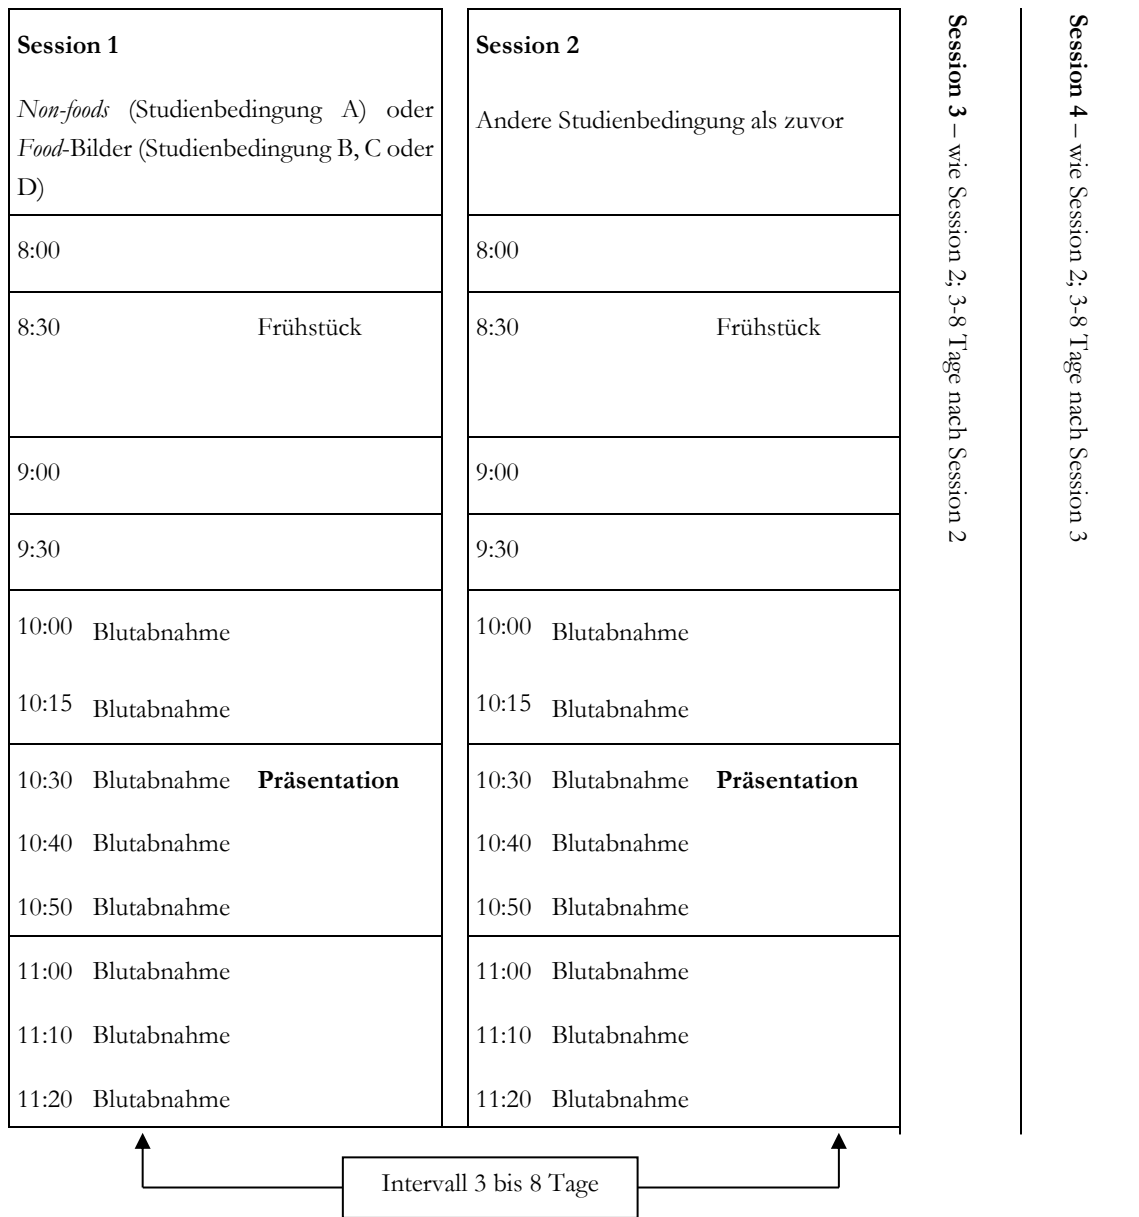 Session 1
Non-foods (Studienbedingung A) oder
Food-Bilder (Studienbedingung B, C oder
D)
8:00
8:30 Frühstück
9:00
9:30
10:00 Blutabnahme
10:15 Blutabnahme
10:30 Blutabnahme Präsentation
10:40 Blutabnahme
10:50 Blutabnahme
11:00 Blutabnahme
11:10 Blutabnahme
11:20 Blutabnahme
Session 2
Andere Studienbedingung als zuvor
8:00
8:30 Frühstück
9:00
9:30
10:00 Blutabnahme
10:15 Blutabnahme
10:30 Blutabnahme Präsentation
10:40 Blutabnahme
10:50 Blutabnahme
11:00 Blutabnahme
11:10 Blutabnahme
11:20 Blutabnahme
Session 3 – wie Session 2; 3-8 Tage nach Session 2
Session 4 – wie Session 2; 3-8 Tage nach Session 3
Intervall 3 bis 8 Tage